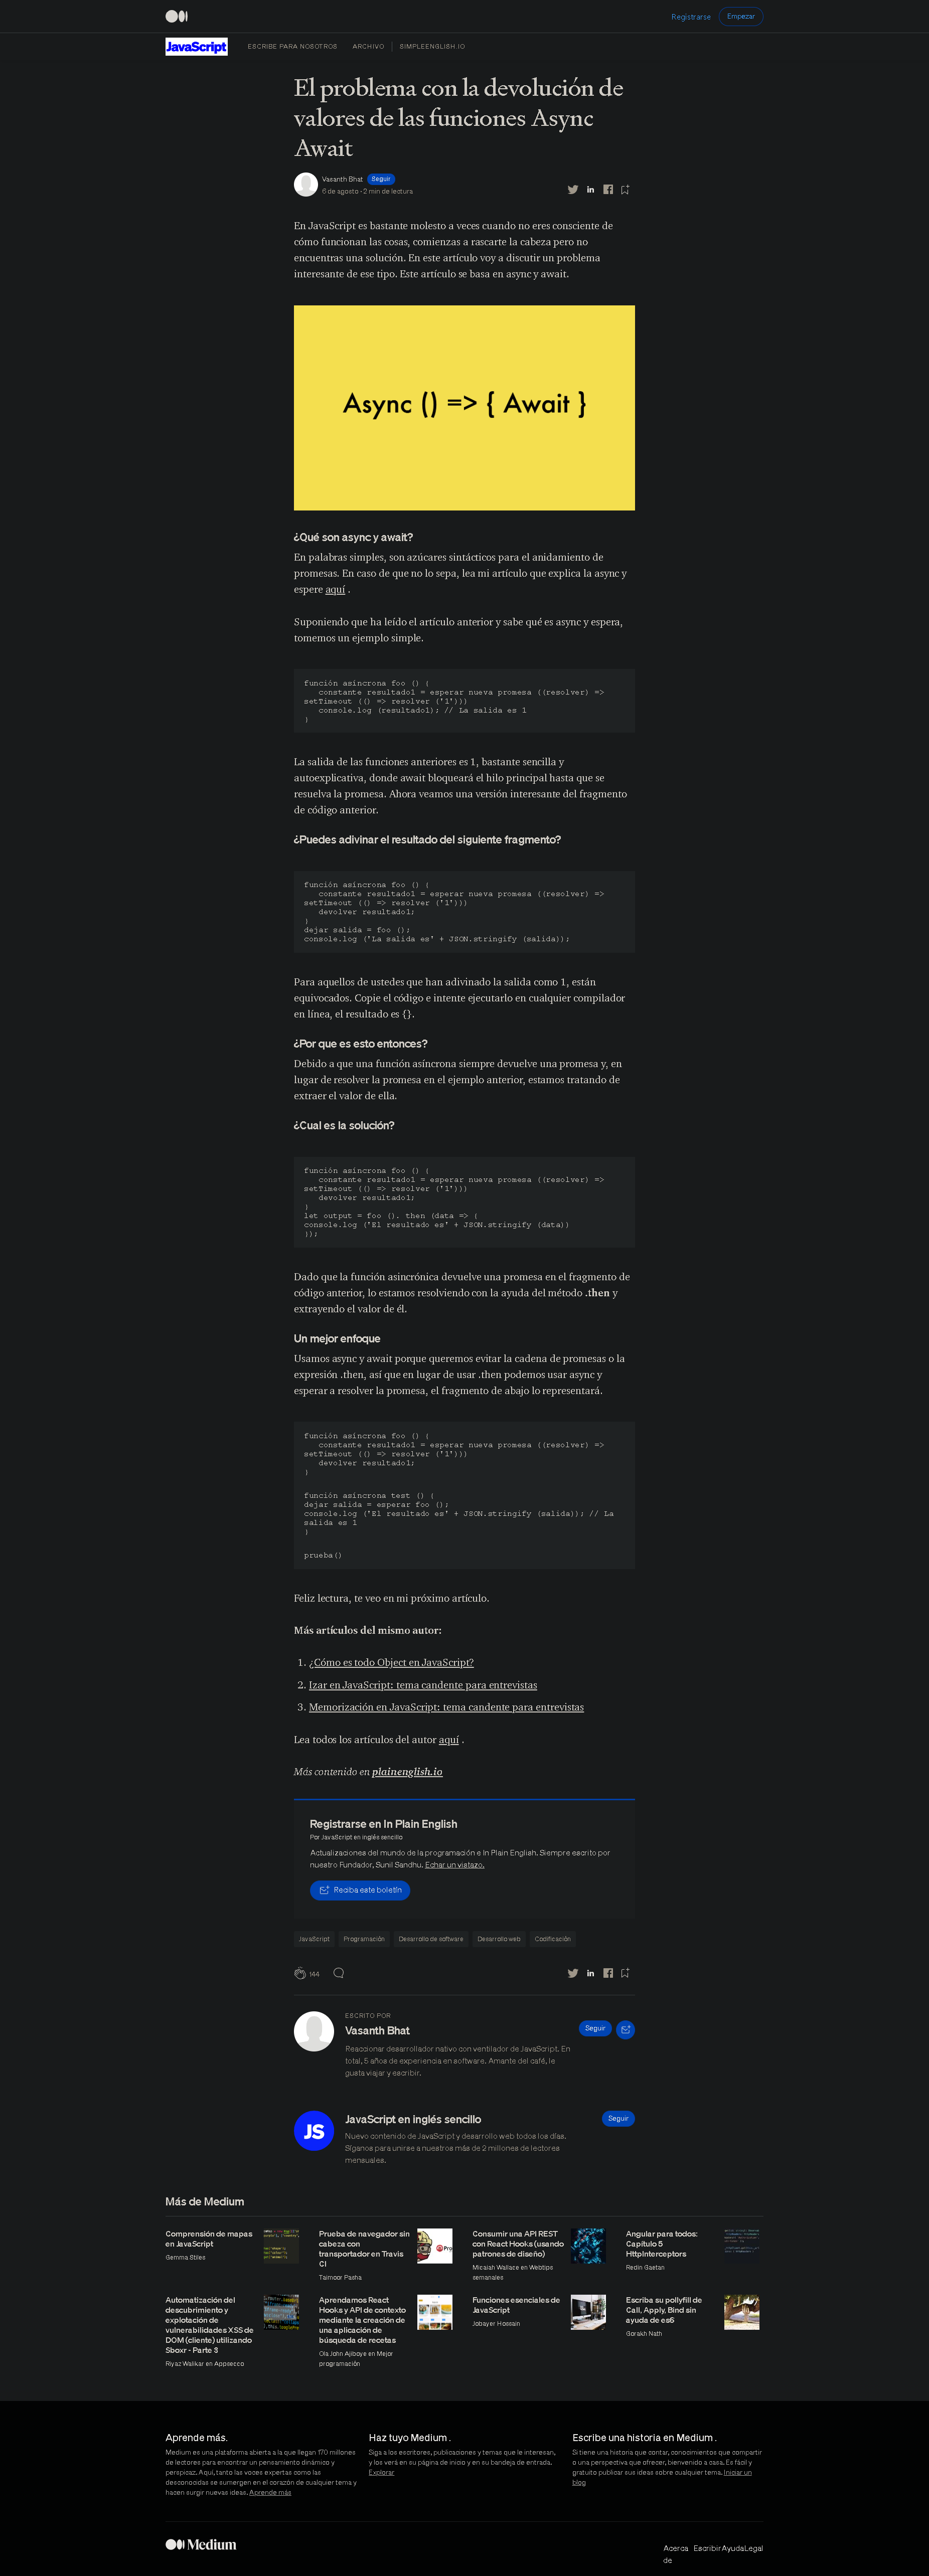 Registrarse
Empezar
JavaScript
ESCRIBE PARA NOSOTROS
ARCHIVO
SIMPLEENGLISH.IO
El problema con la devolución de
valores de las funciones Async
Await
Vasanth Bhat
Seguir
6 de agosto · 2 min de lectura
En JavaScript es bastante molesto a veces cuando no eres consciente de
cómo funcionan las cosas, comienzas a rascarte la cabeza pero no
encuentras una solución. En este artículo voy a discutir un problema
interesante de ese tipo. Este artículo se basa en async y await.
Async () => { Await }
¿Qué son async y await?
En palabras simples, son azúcares sintácticos para el anidamiento de
promesas. En caso de que no lo sepa, lea mi artículo que explica la async y
espere aquí .
Suponiendo que ha leído el artículo anterior y sabe qué es async y espera,
tomemos un ejemplo simple.
función asíncrona foo () {
constante resultado1 = esperar nueva promesa ((resolver) =>
setTimeout (() => resolver ('1')))
console.log (resultado1); // La salida es 1
}
La salida de las funciones anteriores es 1, bastante sencilla y
autoexplicativa, donde await bloqueará el hilo principal hasta que se
resuelva la promesa. Ahora veamos una versión interesante del fragmento
de código anterior.
¿Puedes adivinar el resultado del siguiente fragmento?
función asíncrona foo () {
constante resultado1 = esperar nueva promesa ((resolver) =>
setTimeout (() => resolver ('1')))
devolver resultado1;
}
dejar salida = foo ();
console.log ('La salida es' + JSON.stringify (salida));
Para aquellos de ustedes que han adivinado la salida como 1, están
equivocados. Copie el código e intente ejecutarlo en cualquier compilador
en línea, el resultado es {}.
¿Por que es esto entonces?
Debido a que una función asíncrona siempre devuelve una promesa y, en
lugar de resolver la promesa en el ejemplo anterior, estamos tratando de
extraer el valor de ella.
¿Cual es la solución?
función asíncrona foo () {
constante resultado1 = esperar nueva promesa ((resolver) =>
setTimeout (() => resolver ('1')))
devolver resultado1;
}
let output = foo (). then (data => {
console.log ('El resultado es' + JSON.stringify (data))
});
Dado que la función asincrónica devuelve una promesa en el fragmento de
código anterior, lo estamos resolviendo con la ayuda del método .then y
extrayendo el valor de él.
Un mejor enfoque
Usamos async y await porque queremos evitar la cadena de promesas o la
expresión .then, así que en lugar de usar .then podemos usar async y
esperar a resolver la promesa, el fragmento de abajo lo representará.
función asíncrona foo () {
constante resultado1 = esperar nueva promesa ((resolver) =>
setTimeout (() => resolver ('1')))
devolver resultado1;
}
función asíncrona test () {
dejar salida = esperar foo ();
console.log ('El resultado es' + JSON.stringify (salida)); // La
salida es 1
}
prueba()
Feliz lectura, te veo en mi próximo artículo.
Más artículos del mismo autor:
1. ¿Cómo es todo Object en JavaScript?
2. Izar en JavaScript: tema candente para entrevistas
3. Memorización en JavaScript: tema candente para entrevistas
Lea todos los artículos del autor aquí .
Más contenido en plainenglish.io
Registrarse en In Plain English
Por JavaScript en inglés sencillo
Actualizaciones del mundo de la programación e In Plain English. Siempre escrito por
nuestro Fundador, Sunil Sandhu. Echar un vistazo.
Reciba este boletín
JavaScript
Programación
Desarrollo de software
Desarrollo web
Codificación
144
ESCRITO POR
Vasanth Bhat
Seguir
Reaccionar desarrollador nativo con ventilador de JavaScript. En
total, 5 años de experiencia en software. Amante del café, le
gusta viajar y escribir.
JS
JavaScript en inglés sencillo
Seguir
Nuevo contenido de JavaScript y desarrollo web todos los días.
Síganos para unirse a nuestros más de 2 millones de lectores
mensuales.
Más de Medium
Comprensión de mapas
en JavaScript
Gemma Stiles
Prueba de navegador sin
cabeza con
transportador en Travis
CI
Taimoor Pasha
Consumir una API REST
con React Hooks (usando
patrones de diseño)
Micaiah Wallace en Webtips
semanales
Angular para todos:
Capítulo 5
HttpInterceptors
Redin Gaetan
Automatización del
descubrimiento y
explotación de
vulnerabilidades XSS de
DOM (cliente) utilizando
Sboxr - Parte 3
Riyaz Walikar en Appsecco
Aprendamos React
Hooks y API de contexto
mediante la creación de
una aplicación de
búsqueda de recetas
Ola John Ajiboye en Mejor
programación
Funciones esenciales de
JavaScript
Jobayer Hossain
Escriba su pollyfill de
Call, Apply, Bind sin
ayuda de es6
Gorakh Nath
Aprende más.
Medium es una plataforma abierta a la que llegan 170 millones
de lectores para encontrar un pensamiento dinámico y
perspicaz. Aquí, tanto las voces expertas como las
desconocidas se sumergen en el corazón de cualquier tema y
hacen surgir nuevas ideas. Aprende más
Haz tuyo Medium .
Siga a los escritores, publicaciones y temas que le interesan,
y los verá en su página de inicio y en su bandeja de entrada.
Explorar
Escribe una historia en Medium .
Si tiene una historia que contar, conocimientos que compartir
o una perspectiva que ofrecer, bienvenido a casa. Es fácil y
gratuito publicar sus ideas sobre cualquier tema. Iniciar un
blog
Medium
Acerca de
Escribir
Ayuda
Legal